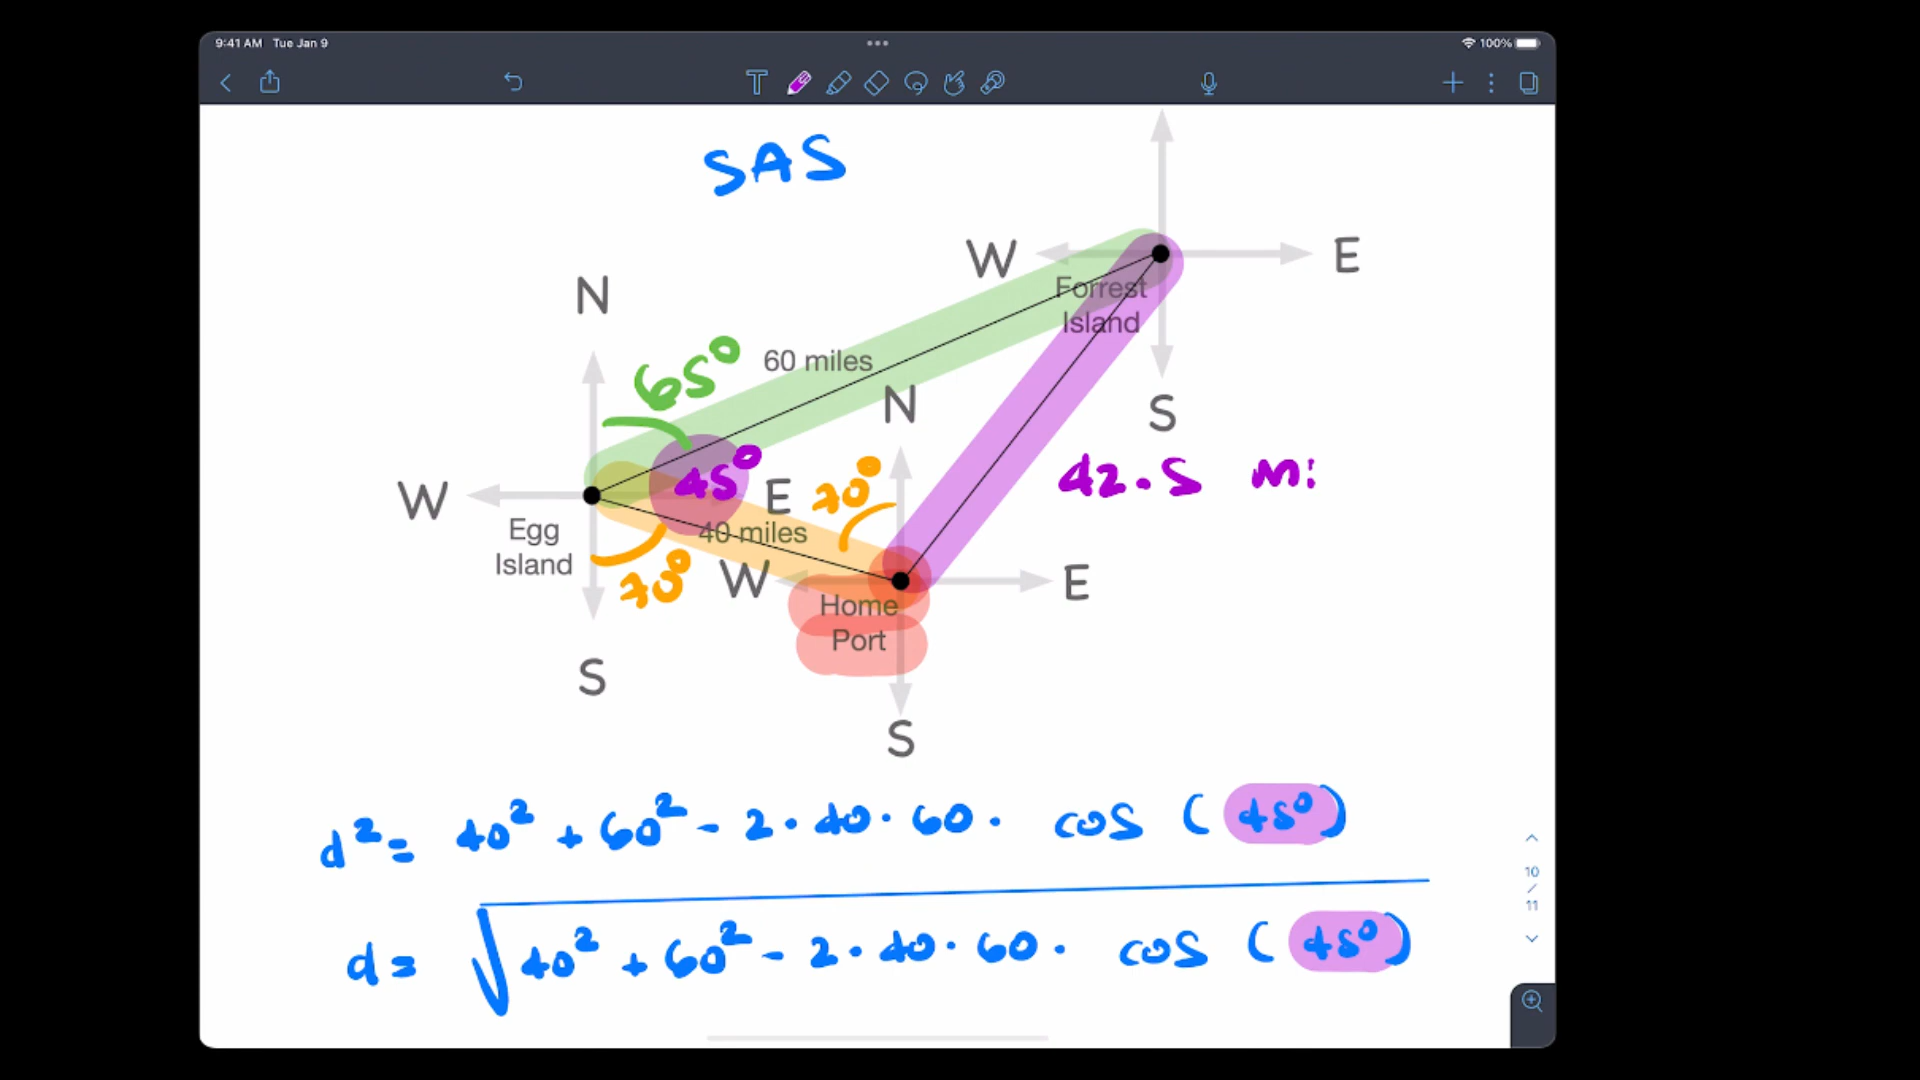 9:41 AM Tue Jan 9
100%
T
SAS
W
E
Forrest
Island
N
65°
60 miles
N
S
45°
70°
42.5 mi
W
E
Egg
Island
40 miles
70°
W
E
Home
Port
S
S
d² = 40² + 60² - 2 · 40 · 60 · cos (45°)
d = √40² + 60² - 2 · 40 · 60 · cos (45°)
10
/
11